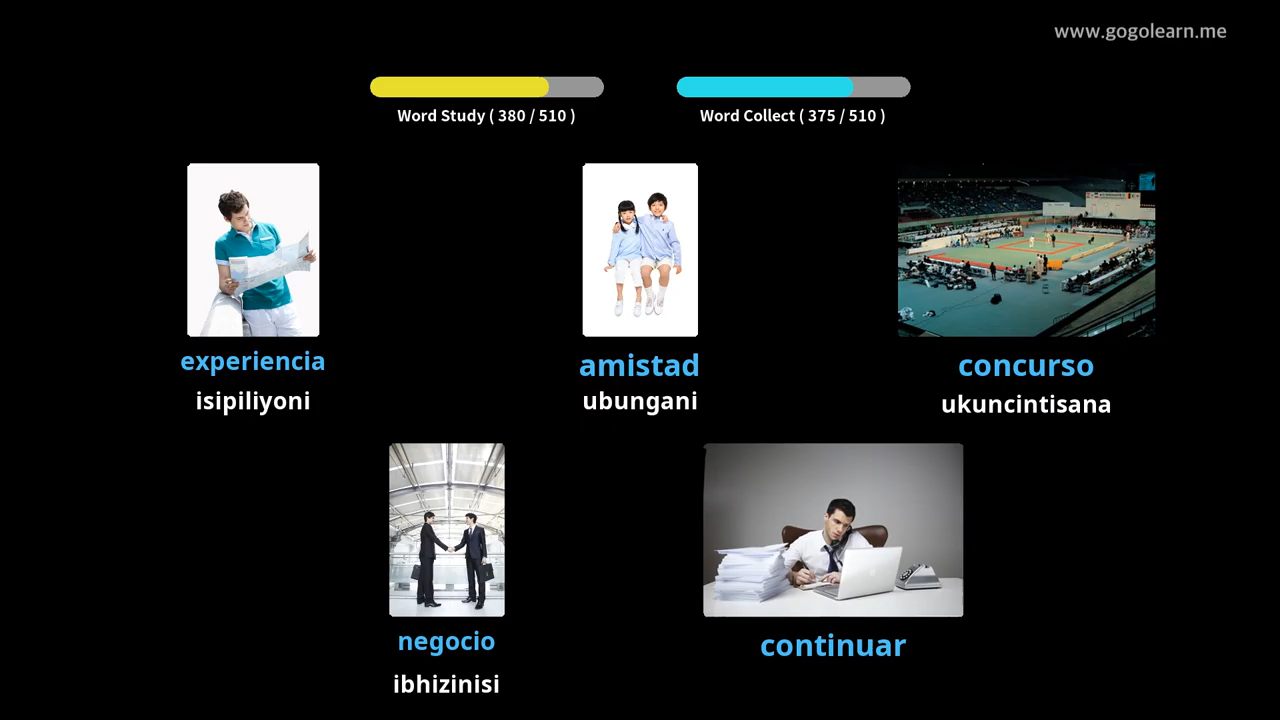 www.gogolearn.me
Word Study ( 380 / 510 )
Word Collect ( 375 / 510 )
experiencia
isipiliyoni
amistad
ubungani
concurso
ukuncintisana
negocio
ibhizinisi
continuar